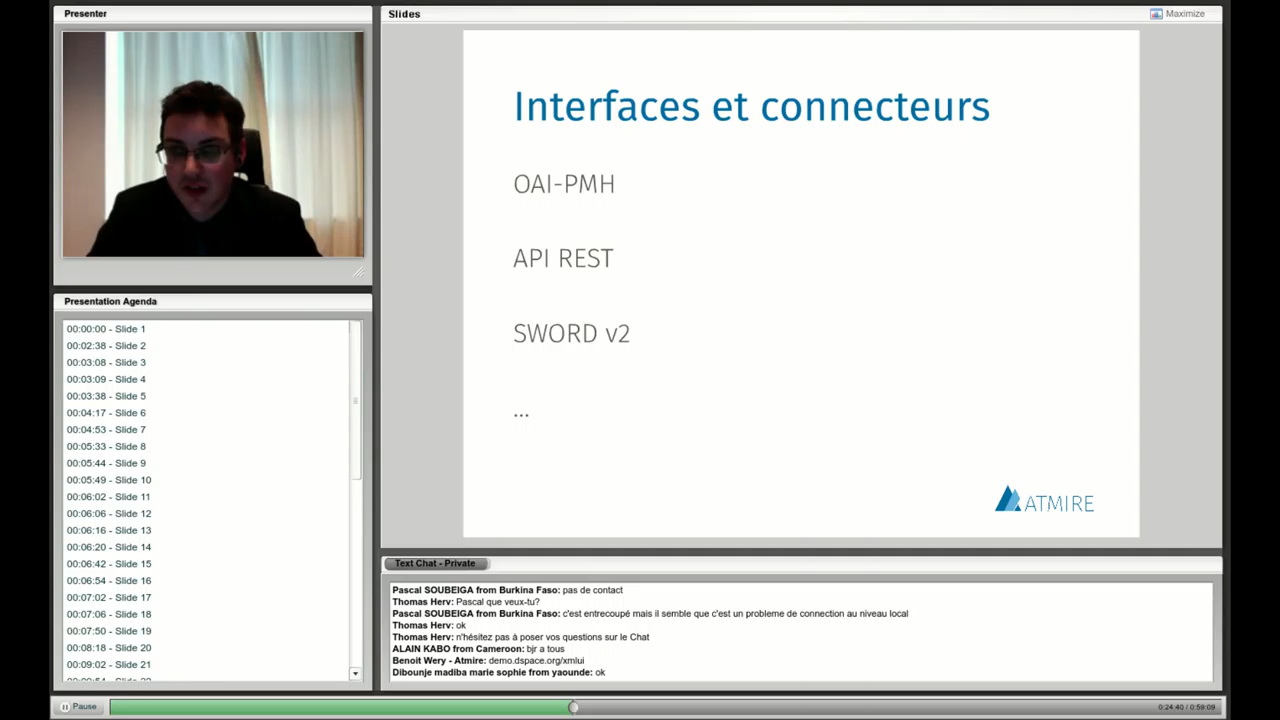 Presenter
Slides
Maximize
Interfaces et connecteurs
OAI-PMH
API REST
SWORD v2
...
ATMIRE
Presentation Agenda
00:00:00 - Slide 1
00:02:38 - Slide 2
00:03:08 - Slide 3
00:03:09 - Slide 4
00:03:38 - Slide 5
00:04:17 - Slide 6
00:04:53 - Slide 7
00:05:33 - Slide 8
00:05:44 - Slide 9
00:05:49 - Slide 10
00:06:02 - Slide 11
00:06:06 - Slide 12
00:06:16 - Slide 13
00:06:20 - Slide 14
00:06:42 - Slide 15
00:06:54 - Slide 16
00:07:02 - Slide 17
00:07:06 - Slide 18
00:07:50 - Slide 19
00:08:18 - Slide 20
00:09:02 - Slide 21
Text Chat - Private
Pascal SOUBEIGA from Burkina Faso: pas de contact
Thomas Herv: Pascal que veux-tu?
Pascal SOUBEIGA from Burkina Faso: c'est entrecoupé mais il semble que c'est un probleme de connection au niveau local
Thomas Herv: ok
Thomas Herv: n'hésitez pas à poser vos questions sur le Chat
ALAIN KABO from Cameroon: bjr a tous
Benoit Wery - Atmire: demo.dspace.org/xmlui
Dibounje madiba marie sophie from yaounde: ok
Pause
0:24:40 / 0:59:09